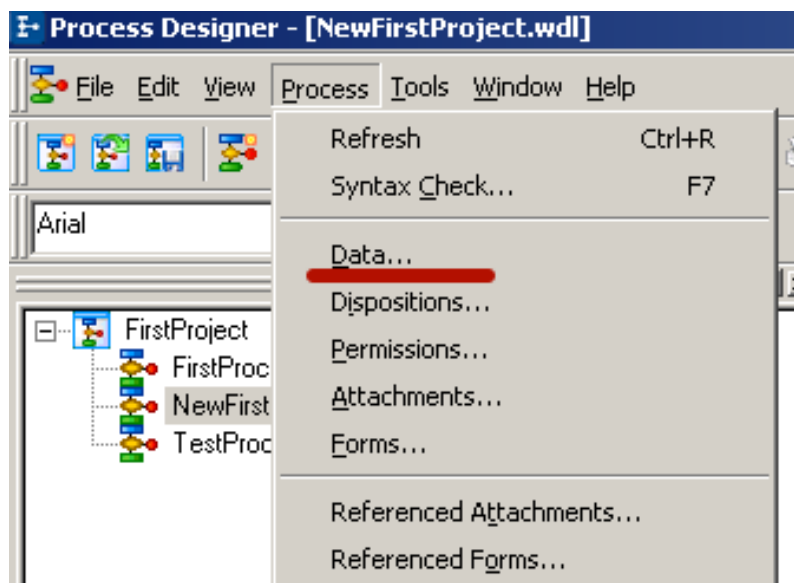 Process Designer - [NewFirstProject.wdl]
File Edit View Process Tools Window Help
Refresh Ctrl+R
Syntax Check... F7
Arial
Data...
Dispositions...
Permissions...
Attachments...
Forms...
Referenced Attachments...
Referenced Forms...
FirstProject
FirstProc
NewFirst
TestProc